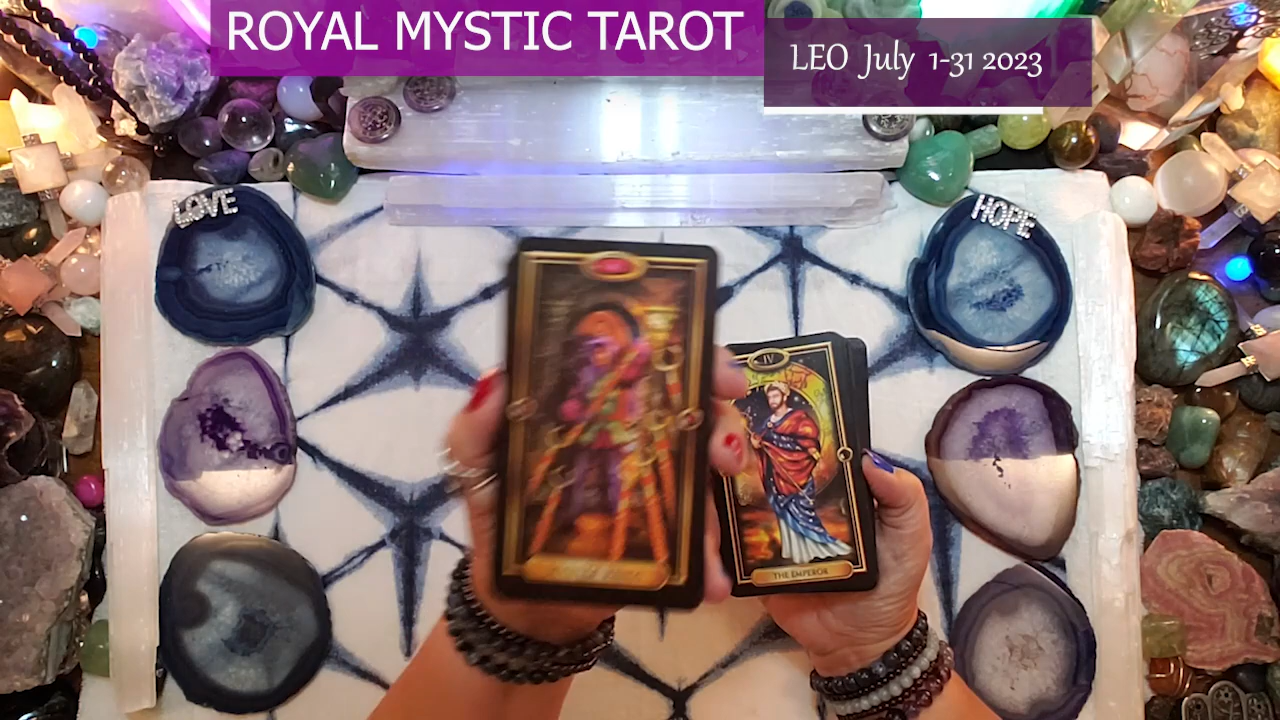 ROYAL MYSTIC TAROT
LEO July 1-31 2023
LOVE
HOPE
IV
THE EMPEROR